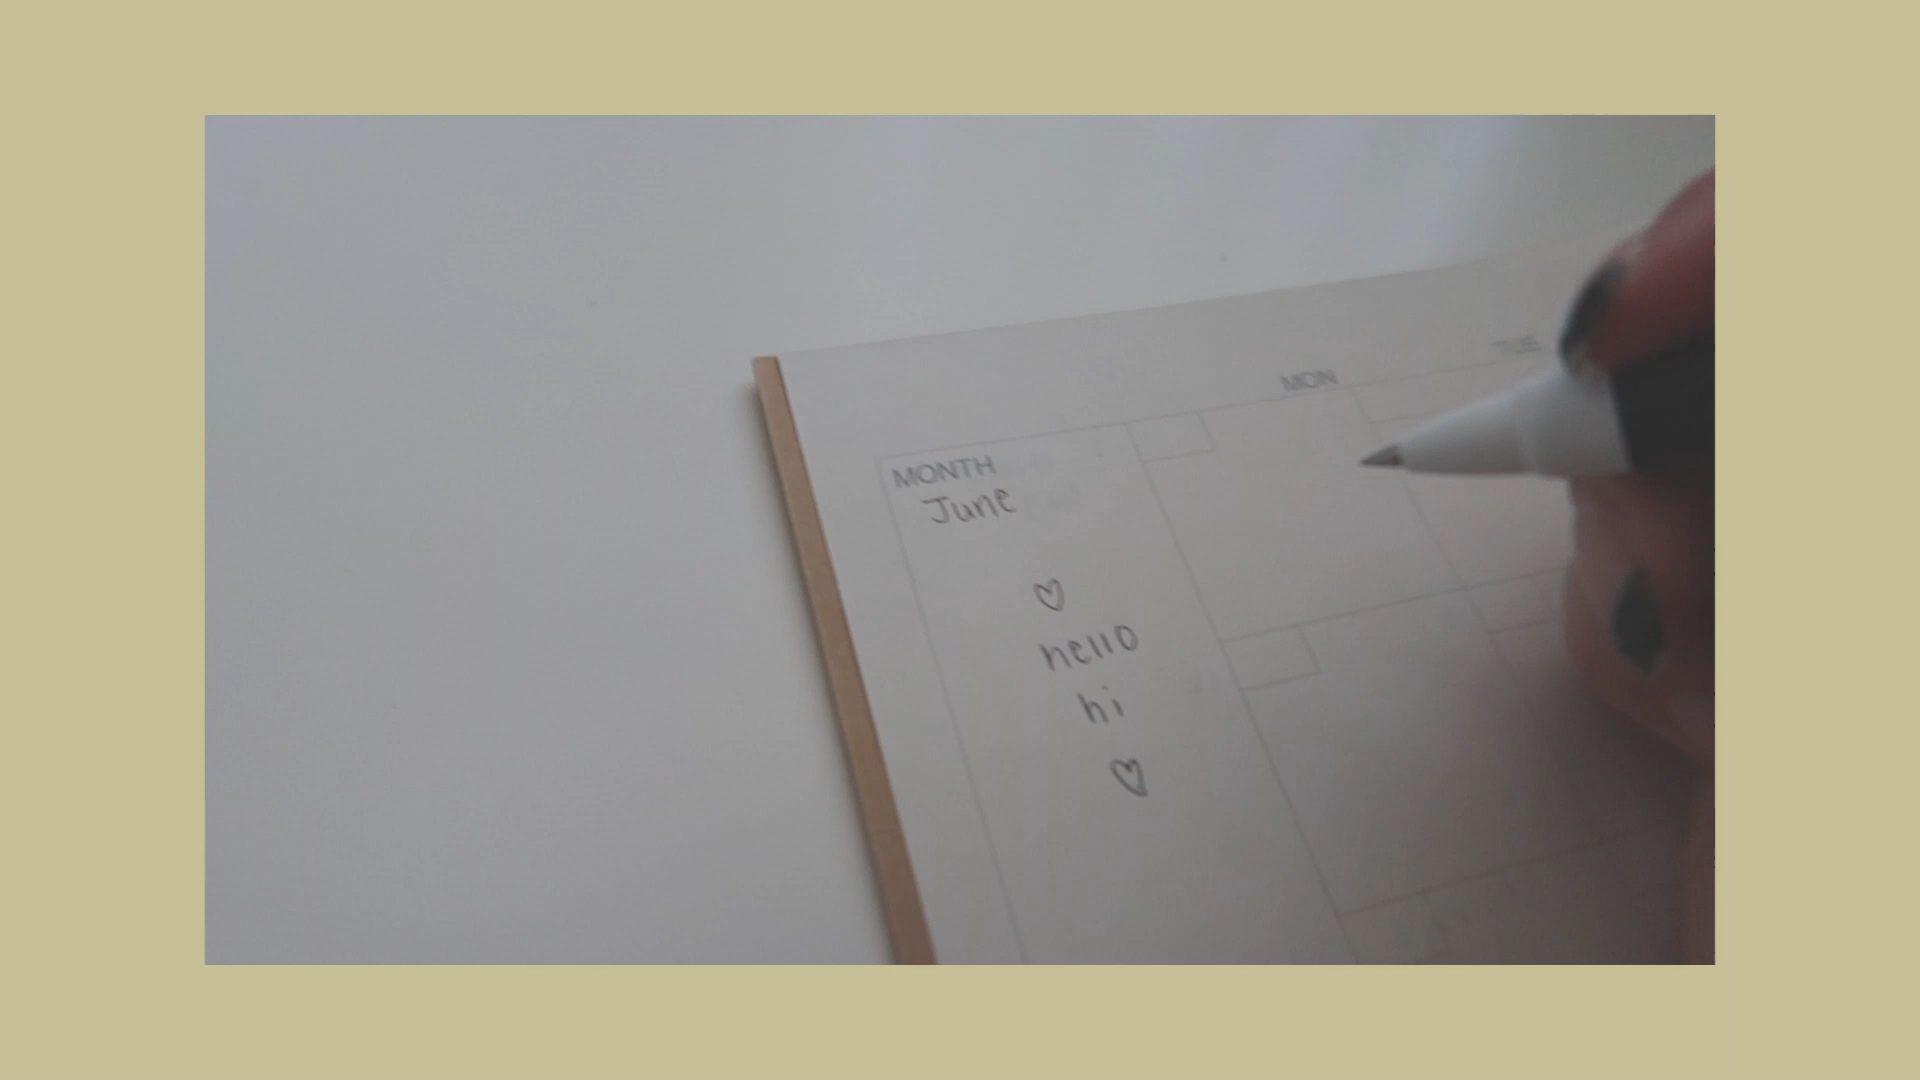 MON TUE
MONTH
June
♡
hello
hi
♡